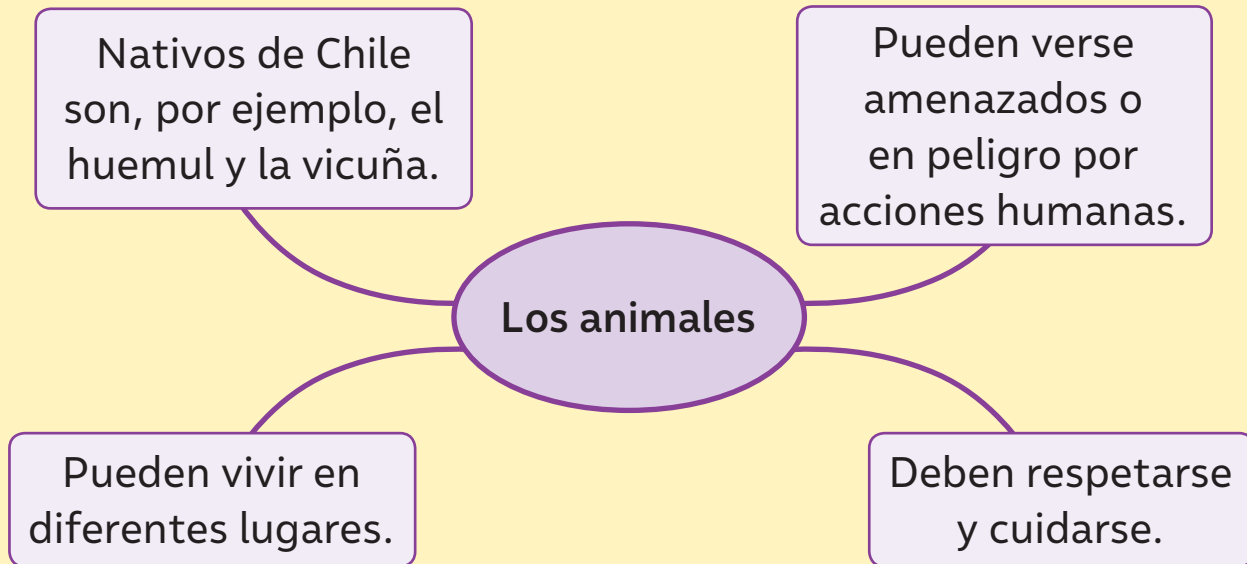 Nativos de Chile
son, por ejemplo, el
huemul y la vicuña.
Pueden verse
amenazados o
en peligro por
acciones humanas.
Los animales
Pueden vivir en
diferentes lugares.
Deben respetarse
y cuidarse.